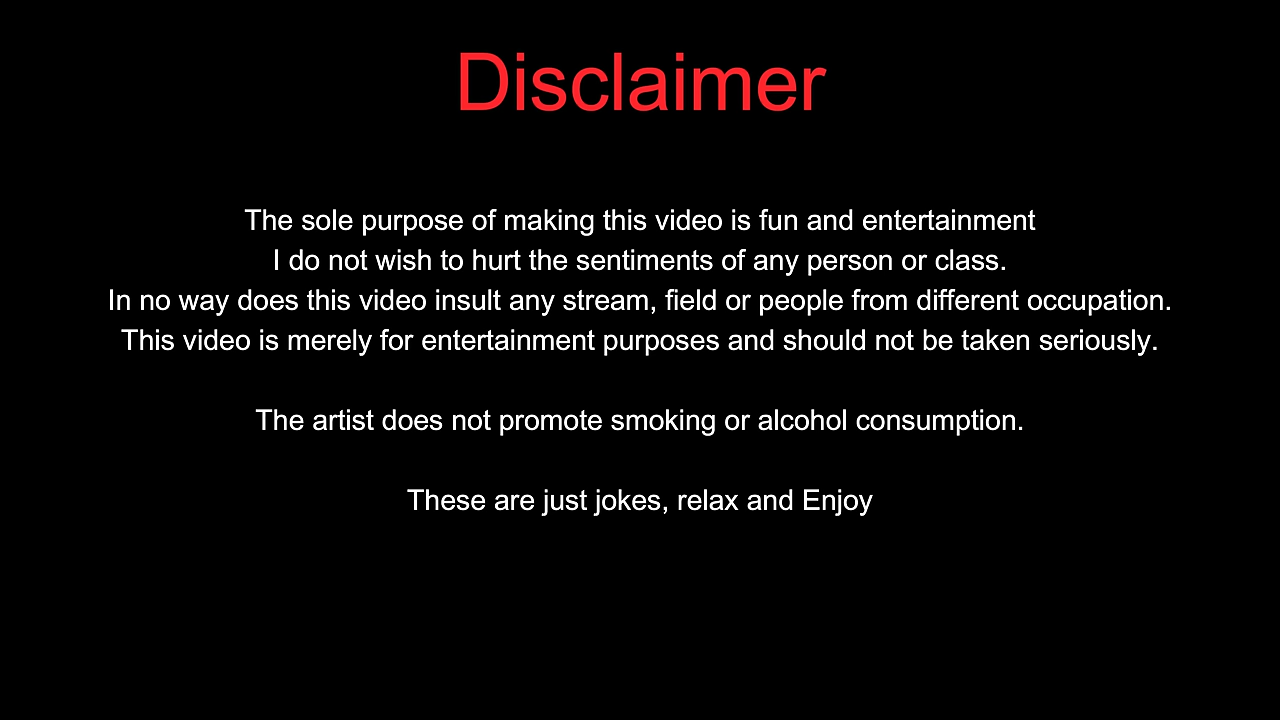 Disclaimer
The sole purpose of making this video is fun and entertainment
I do not wish to hurt the sentiments of any person or class.
In no way does this video insult any stream, field or people from different occupation.
This video is merely for entertainment purposes and should not be taken seriously.
The artist does not promote smoking or alcohol consumption.
These are just jokes, relax and Enjoy